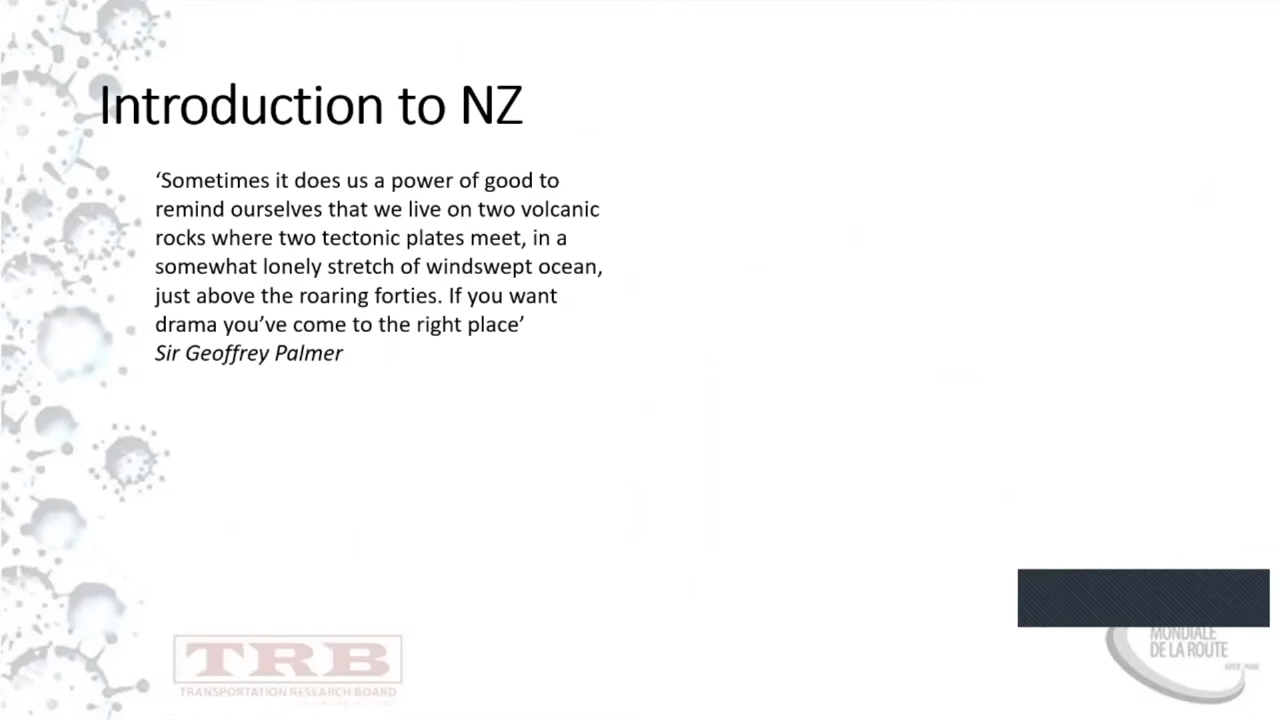 Introduction to NZ
‘Sometimes it does us a power of good to
remind ourselves that we live on two volcanic
rocks where two tectonic plates meet, in a
somewhat lonely stretch of windswept ocean,
just above the roaring forties. If you want
drama you’ve come to the right place’
Sir Geoffrey Palmer
TRB
TRANSPORTATION RESEARCH BOARD
MONDIALE
DE LA ROUTE